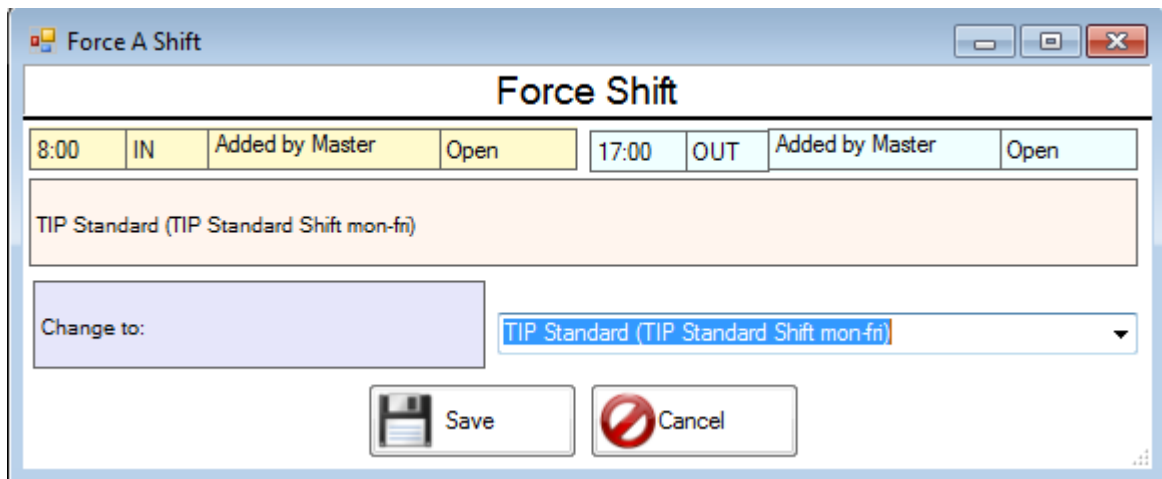 Force A Shift
Force Shift
8:00 IN Added by Master Open 17:00 OUT Added by Master Open
TIP Standard (TIP Standard Shift mon-fri)
Change to: TIP Standard (TIP Standard Shift mon-fri)
Save Cancel